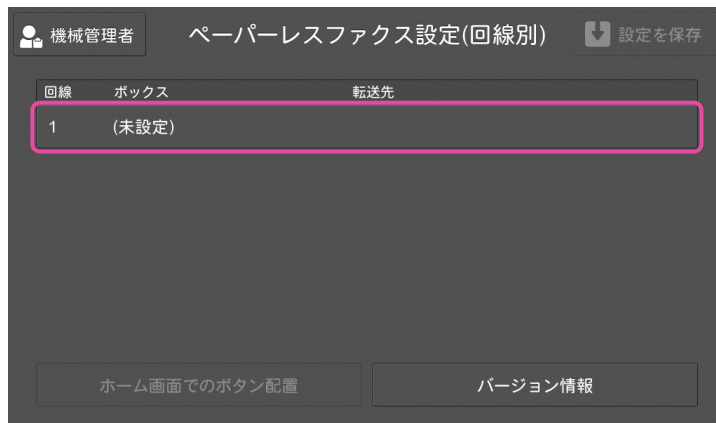 機械管理者 ペーパーレスファクス設定(回線別) 設定を保存
回線 ボックス 転送先
1 (未設定)
ホーム画面でのボタン配置 バージョン情報